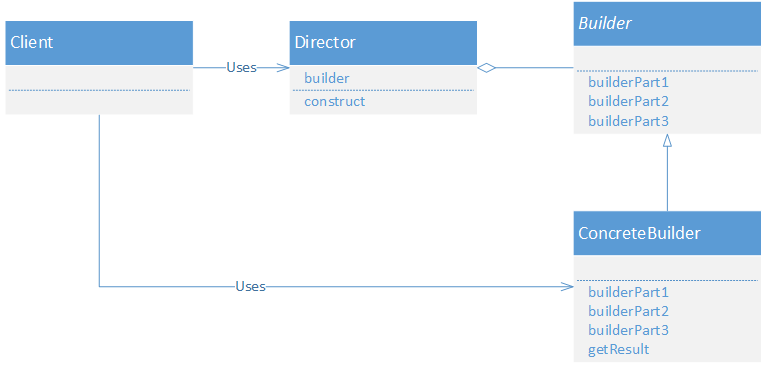 Client
Uses
Director
builder
construct
Builder
builderPart1
builderPart2
builderPart3
Uses
ConcreteBuilder
builderPart1
builderPart2
builderPart3
getResult